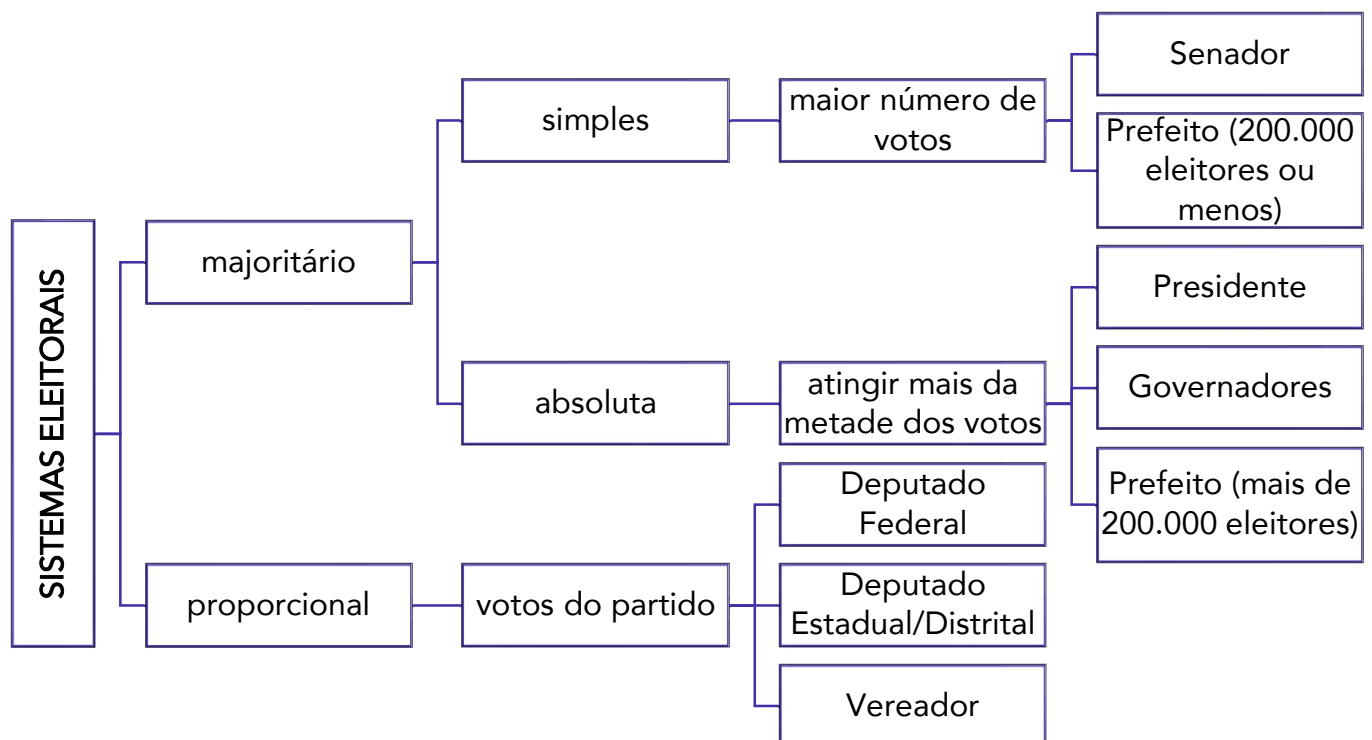 SISTEMAS ELEITORAIS
majoritário
simples
maior número de
votos
Senador
Prefeito (200.000
eleitores ou
menos)
absoluta
atingir mais da
metade dos votos
Presidente
Governadores
Prefeito (mais de
200.000 eleitores)
proporcional
votos do partido
Deputado
Federal
Deputado
Estadual/Distrital
Vereador